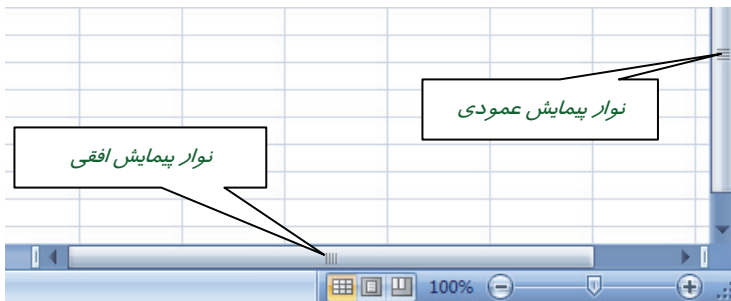 نوار پیمایش عمودی
نوار پیمایش افقی
100%